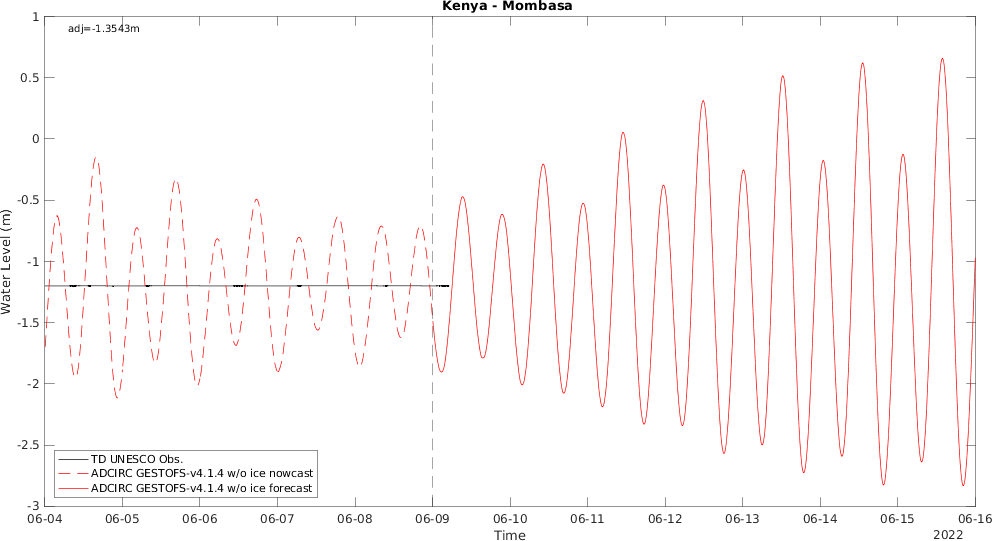 Kenya - Mombasa
adj=-1.3543m
1
0.5
0
-0.5
-1
-1.5
-2
-2.5
-3
Water Level (m)
TD UNESCO Obs.
ADCIRC GESTOFS-v4.1.4 w/o ice nowcast
ADCIRC GESTOFS-v4.1.4 w/o ice forecast
06-04 06-05 06-06 06-07 06-08 06-09 06-10 06-11 06-12 06-13 06-14 06-15 06-16
Time
2022